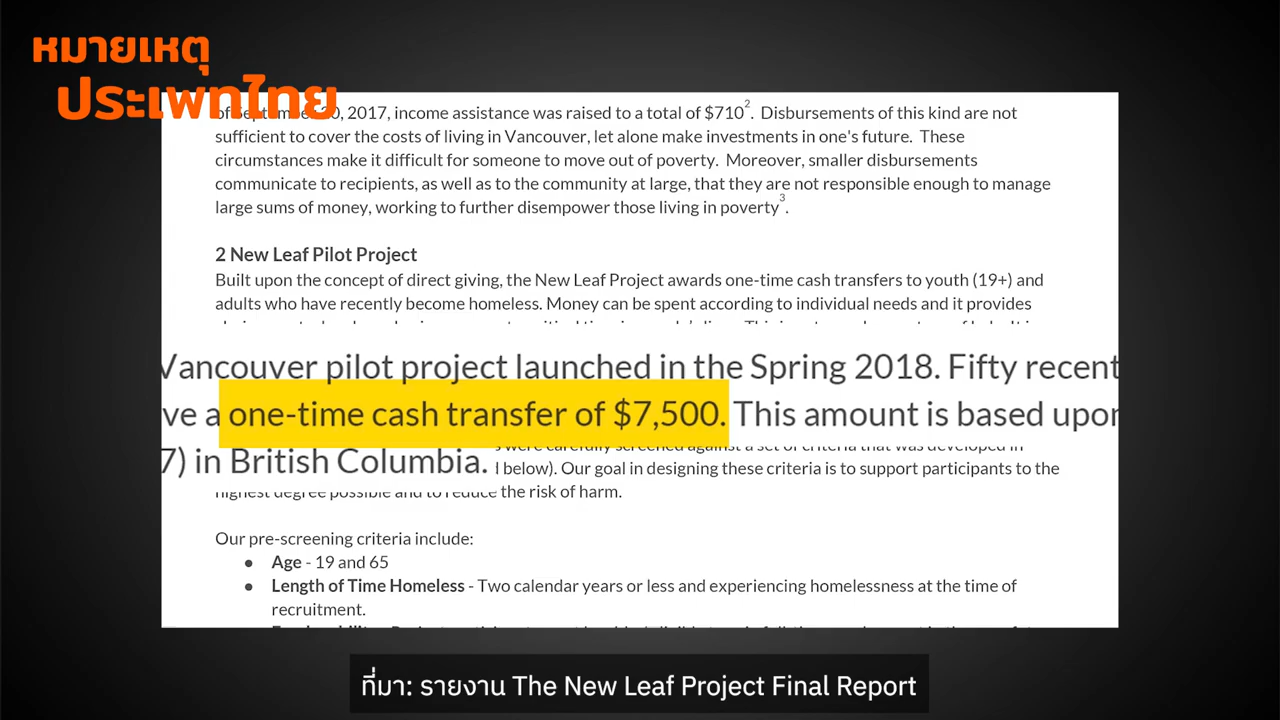 หมายเหตุ
ประเพทไทย
2017, income assistance was raised to a total of $710². Disbursements of this kind are not
sufficient to cover the costs of living in Vancouver, let alone make investments in one's future. These
circumstances make it difficult for someone to move out of poverty. Moreover, smaller disbursements
communicate to recipients, as well as to the community at large, that they are not responsible enough to manage
large sums of money, working to further disempower those living in poverty³.
2 New Leaf Pilot Project
Built upon the concept of direct giving, the New Leaf Project awards one-time cash transfers to youth (19+) and
adults who have recently become homeless. Money can be spent according to individual needs and it provides
Vancouver pilot project launched in the Spring 2018. Fifty recent
ve a one-time cash transfer of $7,500. This amount is based upon
7) in British Columbia.
were carefully screened against a set of criteria that was developed in
below). Our goal in designing these criteria is to support participants to the
highest degree possible and to reduce the risk of harm.
Our pre-screening criteria include:
● Age - 19 and 65
● Length of Time Homeless - Two calendar years or less and experiencing homelessness at the time of
recruitment.
ที่มา: รายงาน The New Leaf Project Final Report